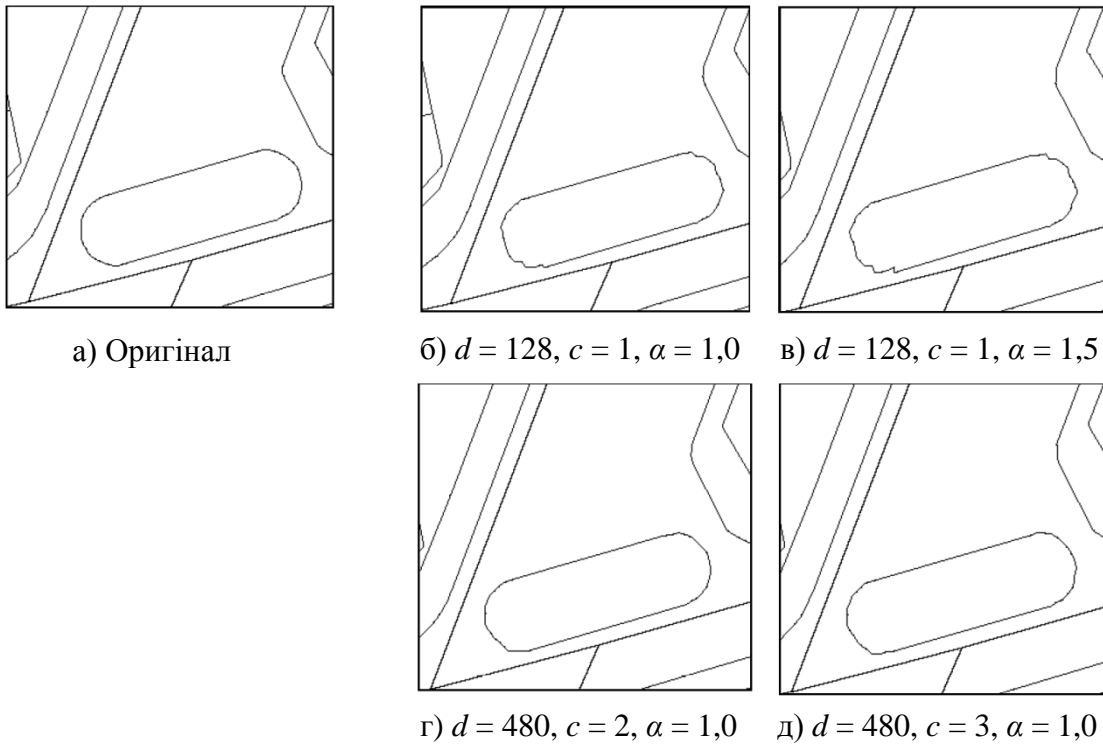 а) Оригінал
б) d = 128, c = 1, α = 1,0
в) d = 128, c = 1, α = 1,5
г) d = 480, c = 2, α = 1,0
д) d = 480, c = 3, α = 1,0